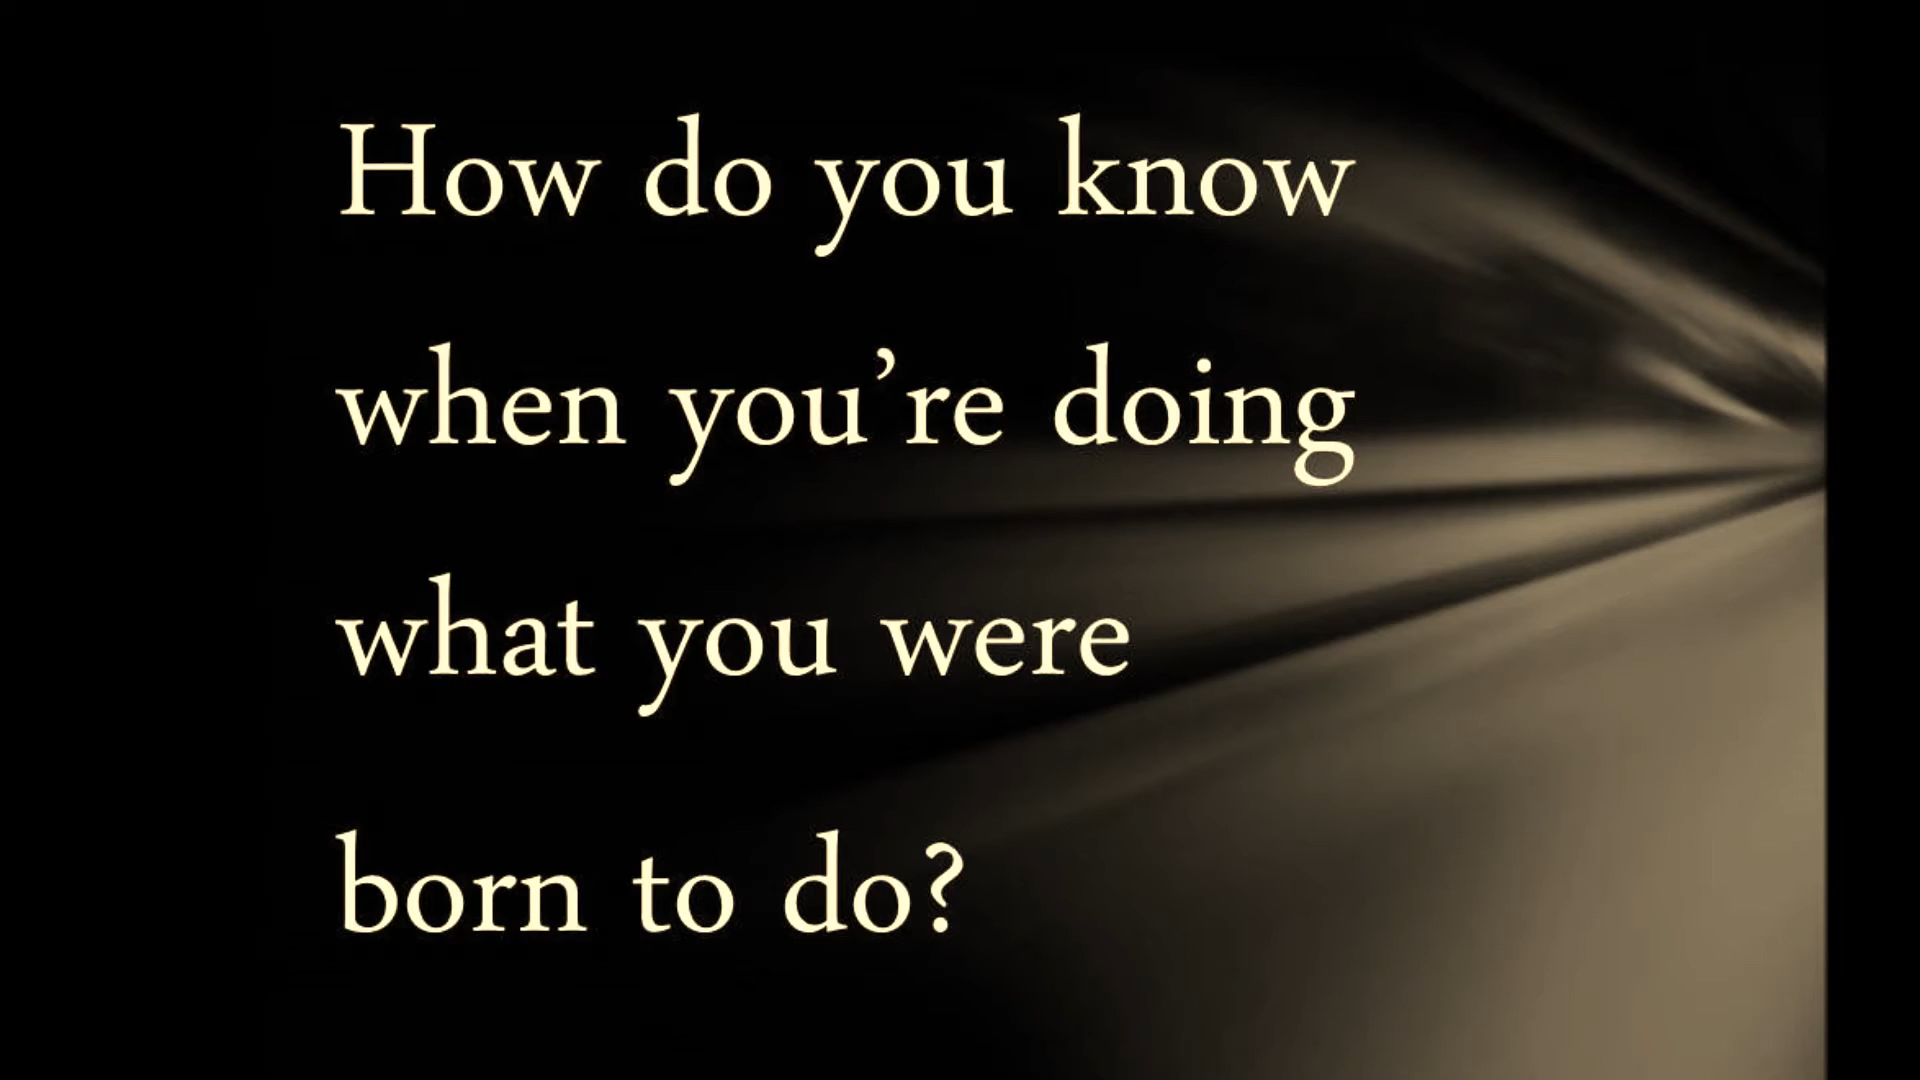 How do you know
when you’re doing
what you were
born to do?